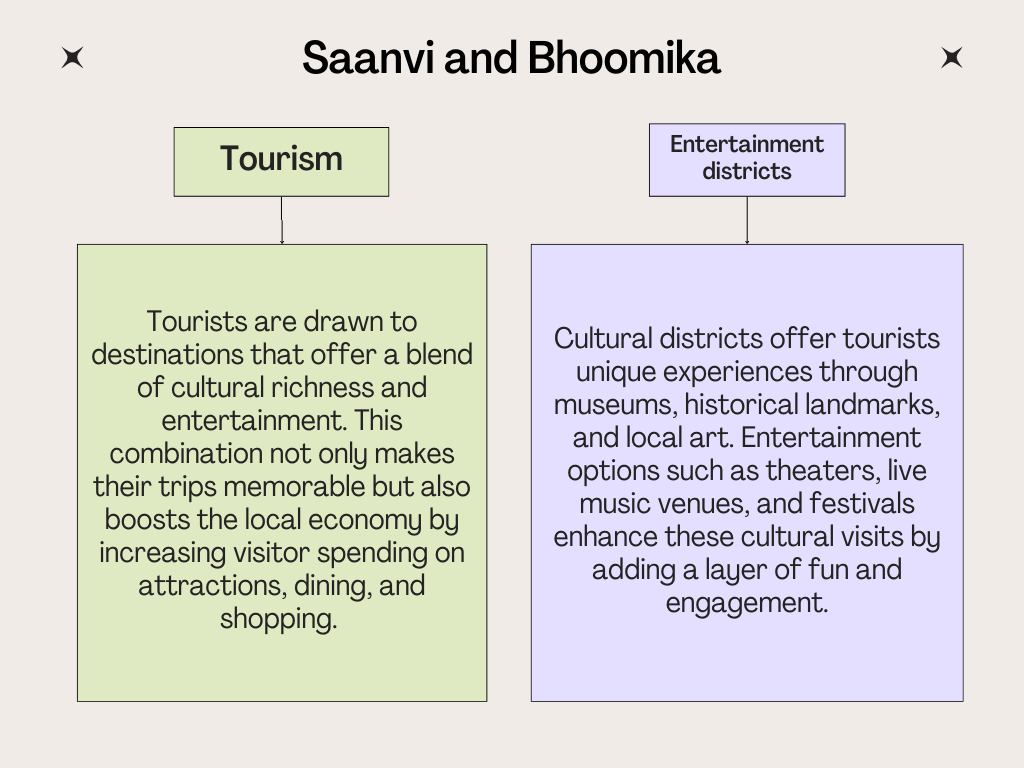 Saanvi and Bhoomika
Tourism
Tourists are drawn to
destinations that offer a blend
of cultural richness and
entertainment. This
combination not only makes
their trips memorable but also
boosts the local economy by
increasing visitor spending on
attractions, dining, and
shopping.
Entertainment
districts
Cultural districts offer tourists
unique experiences through
museums, historical landmarks,
and local art. Entertainment
options such as theaters, live
music venues, and festivals
enhance these cultural visits by
adding a layer of fun and
engagement.